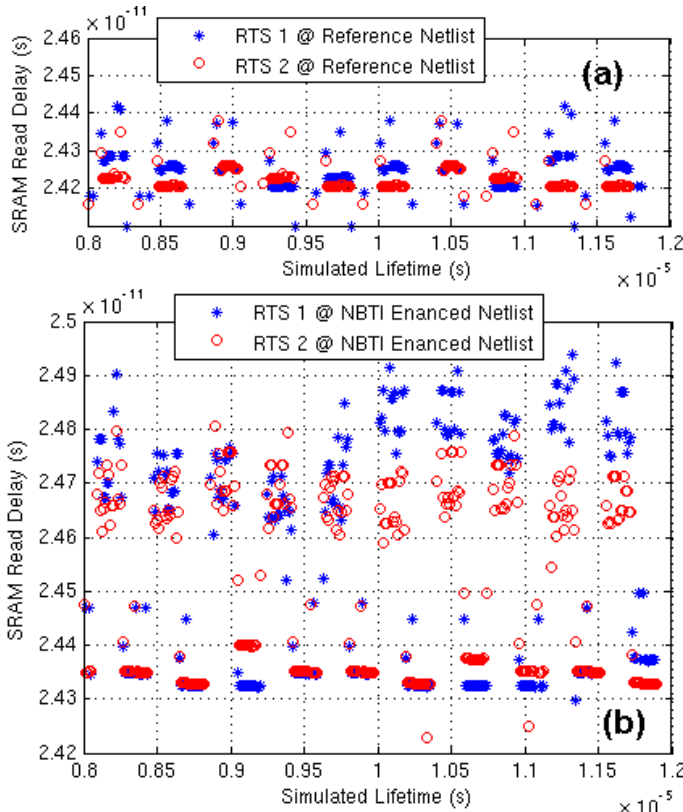 2.46 × 10⁻¹¹
RTS 1 @ Reference Netlist
RTS 2 @ Reference Netlist
(a)
SRAM Read Delay (s)
2.45
2.44
2.43
2.42
0.8 0.85 0.9 0.95 1 1.05 1.1 1.15 1.2
Simulated Lifetime (s)
× 10⁻⁵
× 10⁻¹¹
2.5
RTS 1 @ NBTI Enanced Netlist
RTS 2 @ NBTI Enanced Netlist
2.49
2.48
2.47
2.46
SRAM Read Delay (s)
2.45
2.44
2.43
2.42
(b)
0.8 0.85 0.9 0.95 1 1.05 1.1 1.15 1.2
Simulated Lifetime (s)
× 10⁻⁵